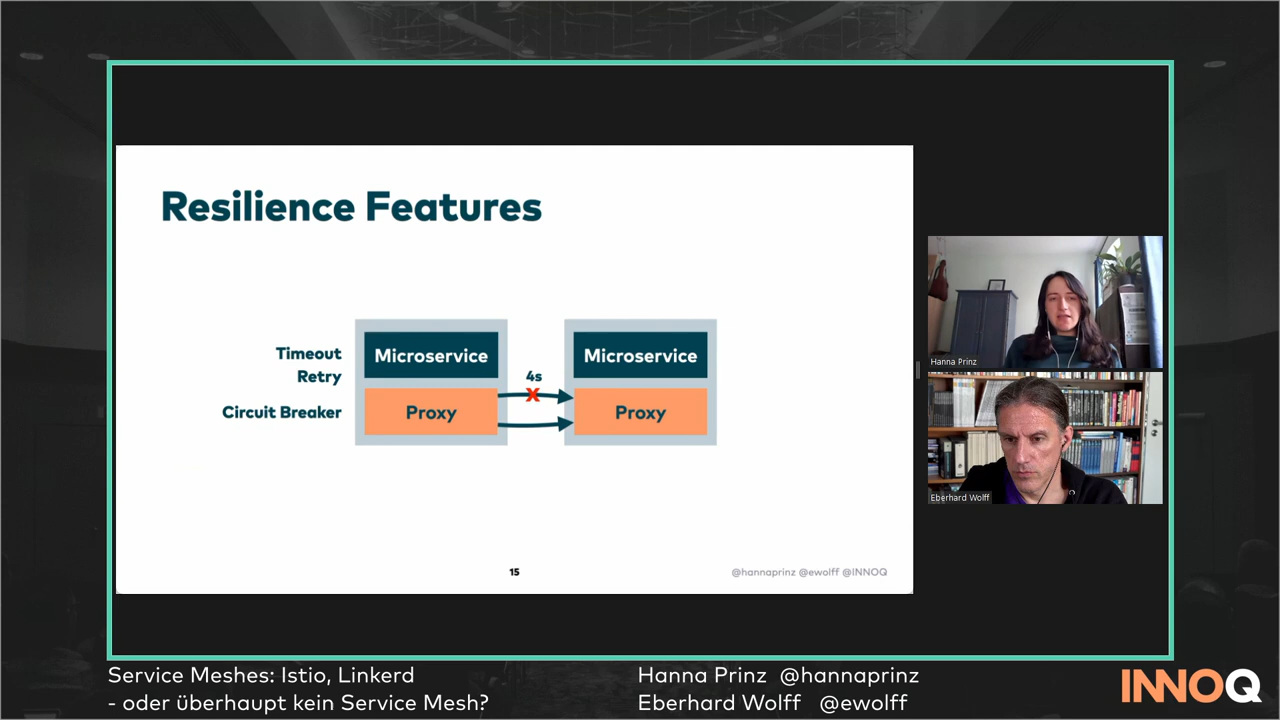 Resilience Features
Timeout
Retry
Circuit Breaker
Microservice
Proxy
4s
X
Microservice
Proxy
15
@hannaprinz @ewolff @INNOQ
Hanna Prinz
Eberhard Wolff
Service Meshes: Istio, Linkerd
- oder überhaupt kein Service Mesh?
Hanna Prinz @hannaprinz
Eberhard Wolff @ewolff
INNOQ